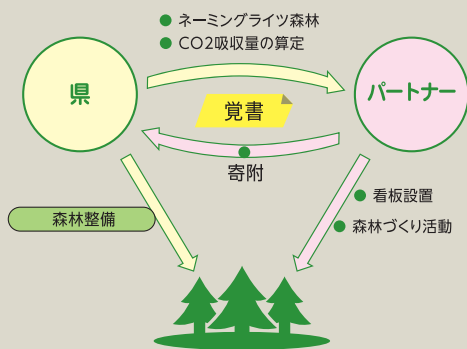 ● ネーミングライツ森林
● CO2吸収量の算定
県
パートナー
覚書
寄附
森林整備
● 看板設置
● 森林づくり活動